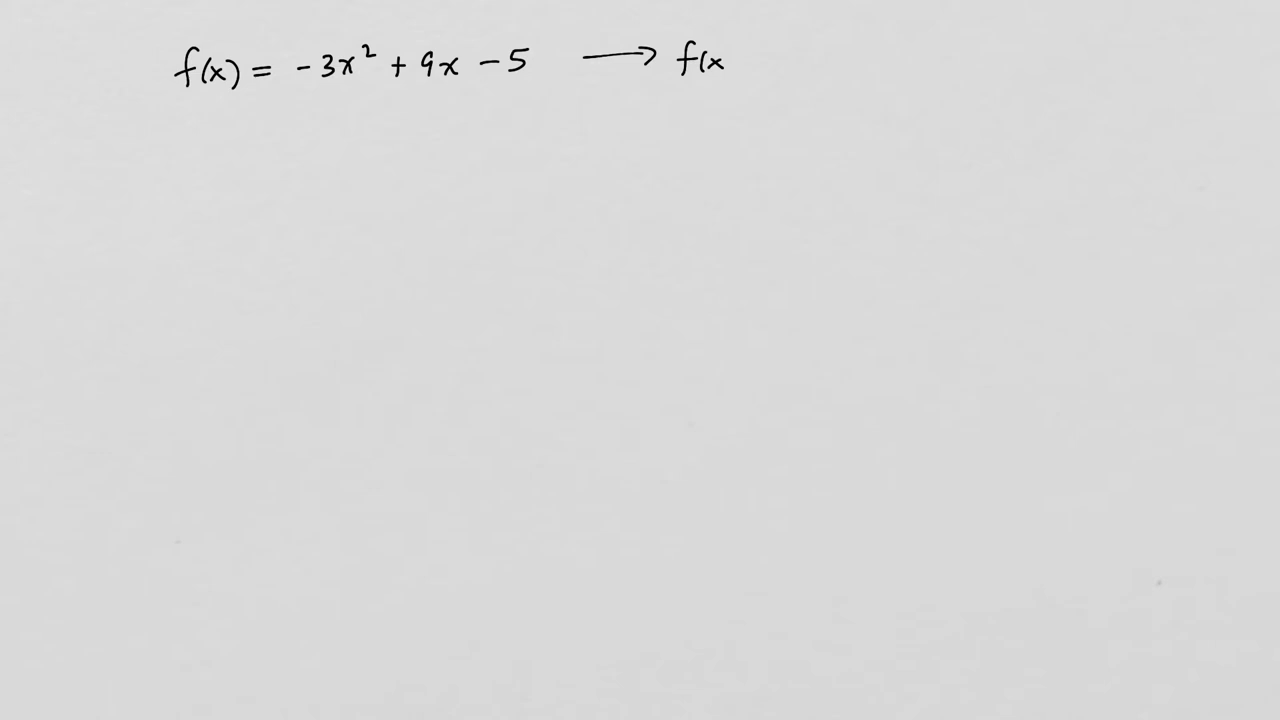 f(x) = -3x² + 9x - 5 ⟶ f(x